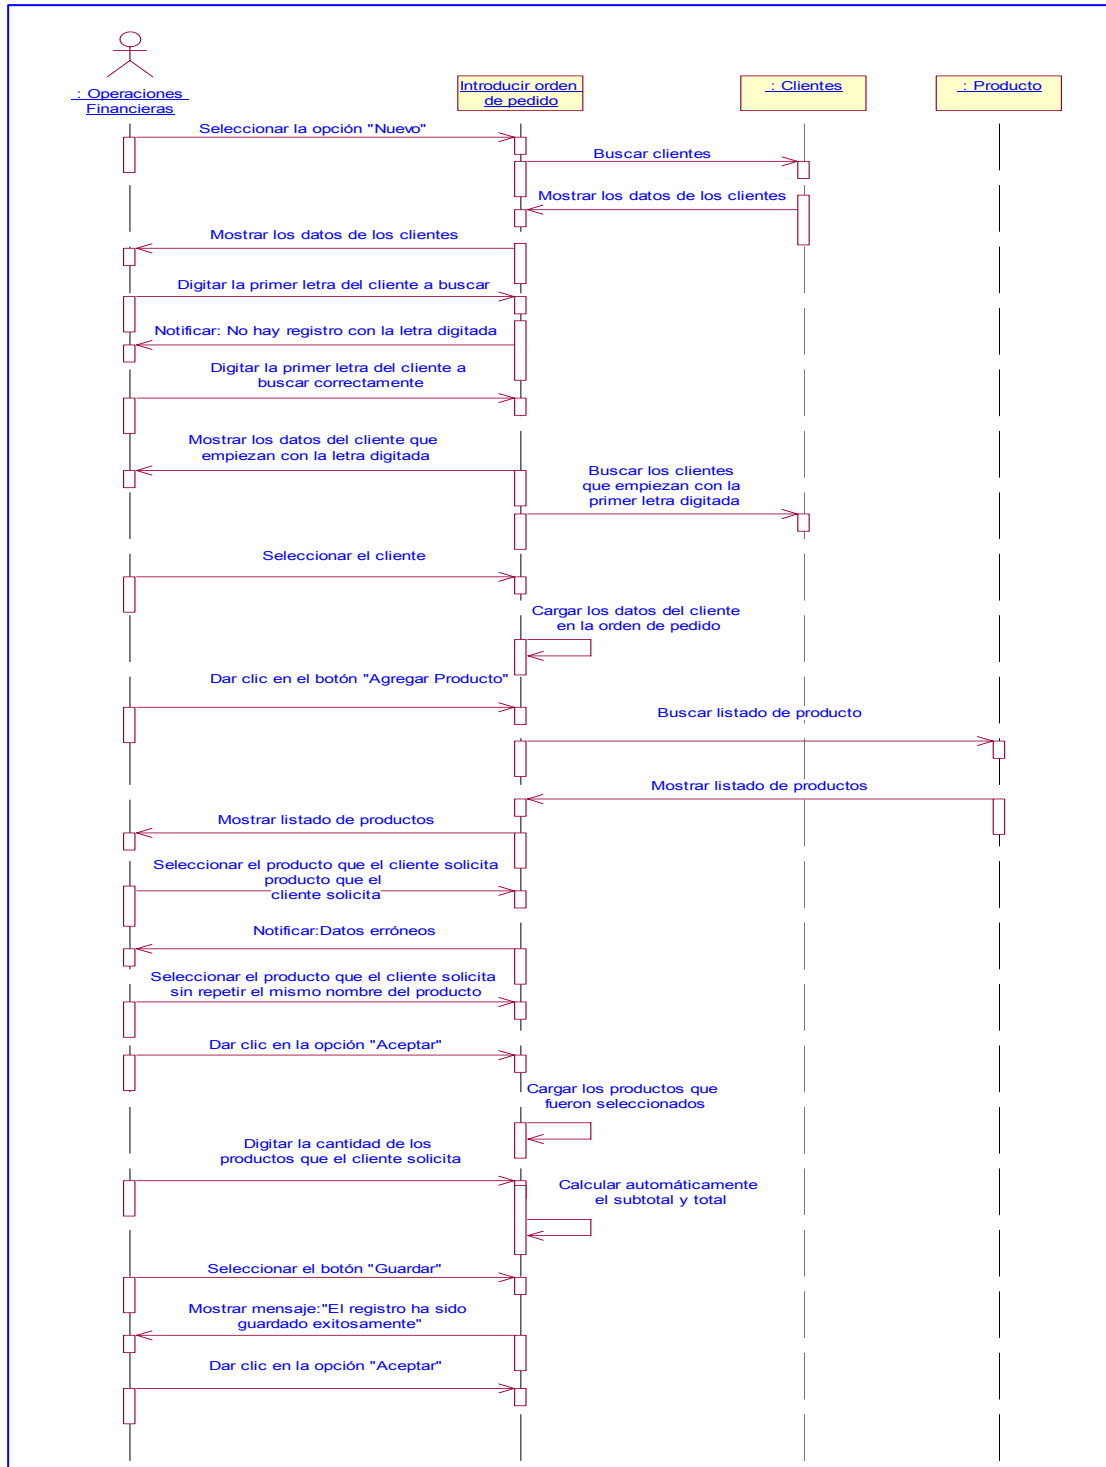 : Operaciones
Financieras
Introducir orden
de pedido
: Clientes
: Producto
Seleccionar la opción "Nuevo"
Buscar clientes
Mostrar los datos de los clientes
Mostrar los datos de los clientes
Digitar la primer letra del cliente a buscar
Notificar: No hay registro con la letra digitada
Digitar la primer letra del cliente a
buscar correctamente
Mostrar los datos del cliente que
empiezan con la letra digitada
Buscar los clientes
que empiezan con la
primer letra digitada
Seleccionar el cliente
Cargar los datos del cliente
en la orden de pedido
Dar clic en el botón "Agregar Producto"
Buscar listado de producto
Mostrar listado de productos
Mostrar listado de productos
Seleccionar el producto que el cliente solicita
producto que el
cliente solicita
Notificar:Datos erróneos
Seleccionar el producto que el cliente solicita
sin repetir el mismo nombre del producto
Dar clic en la opción "Aceptar"
Cargar los productos que
fueron seleccionados
Digitar la cantidad de los
productos que el cliente solicita
Calcular automáticamente
el subtotal y total
Seleccionar el botón "Guardar"
Mostrar mensaje:"El registro ha sido
guardado exitosamente"
Dar clic en la opción "Aceptar"